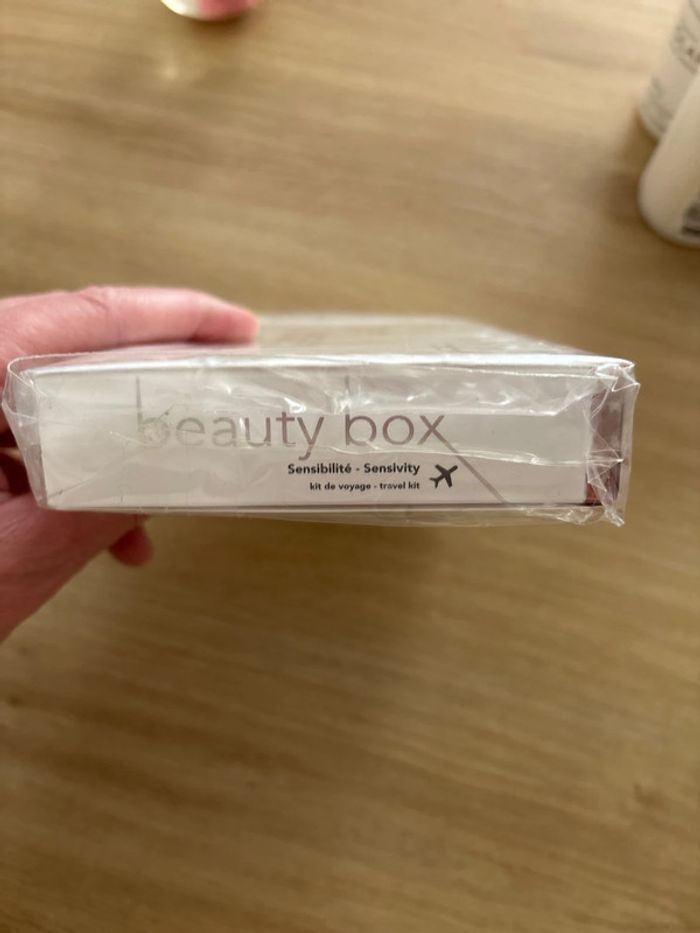 beauty box
Sensibilité - Sensivity
kit de voyage - travel kit